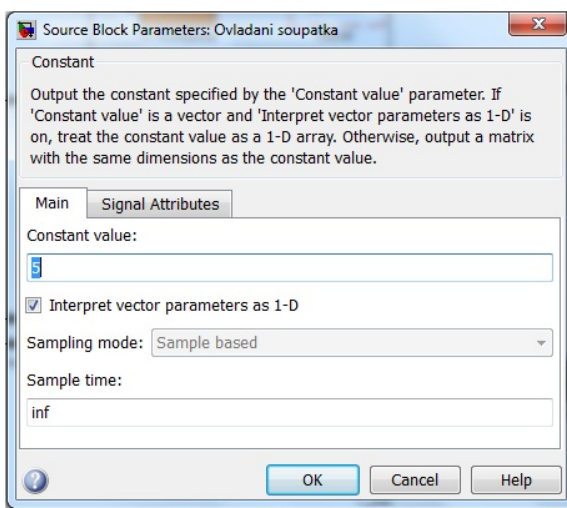 Source Block Parameters: Ovladani soupatka
Constant
Output the constant specified by the 'Constant value' parameter. If
'Constant value' is a vector and 'Interpret vector parameters as 1-D' is
on, treat the constant value as a 1-D array. Otherwise, output a matrix
with the same dimensions as the constant value.
Main
Signal Attributes
Constant value:
5
Interpret vector parameters as 1-D
Sampling mode: Sample based
Sample time:
inf
OK
Cancel
Help